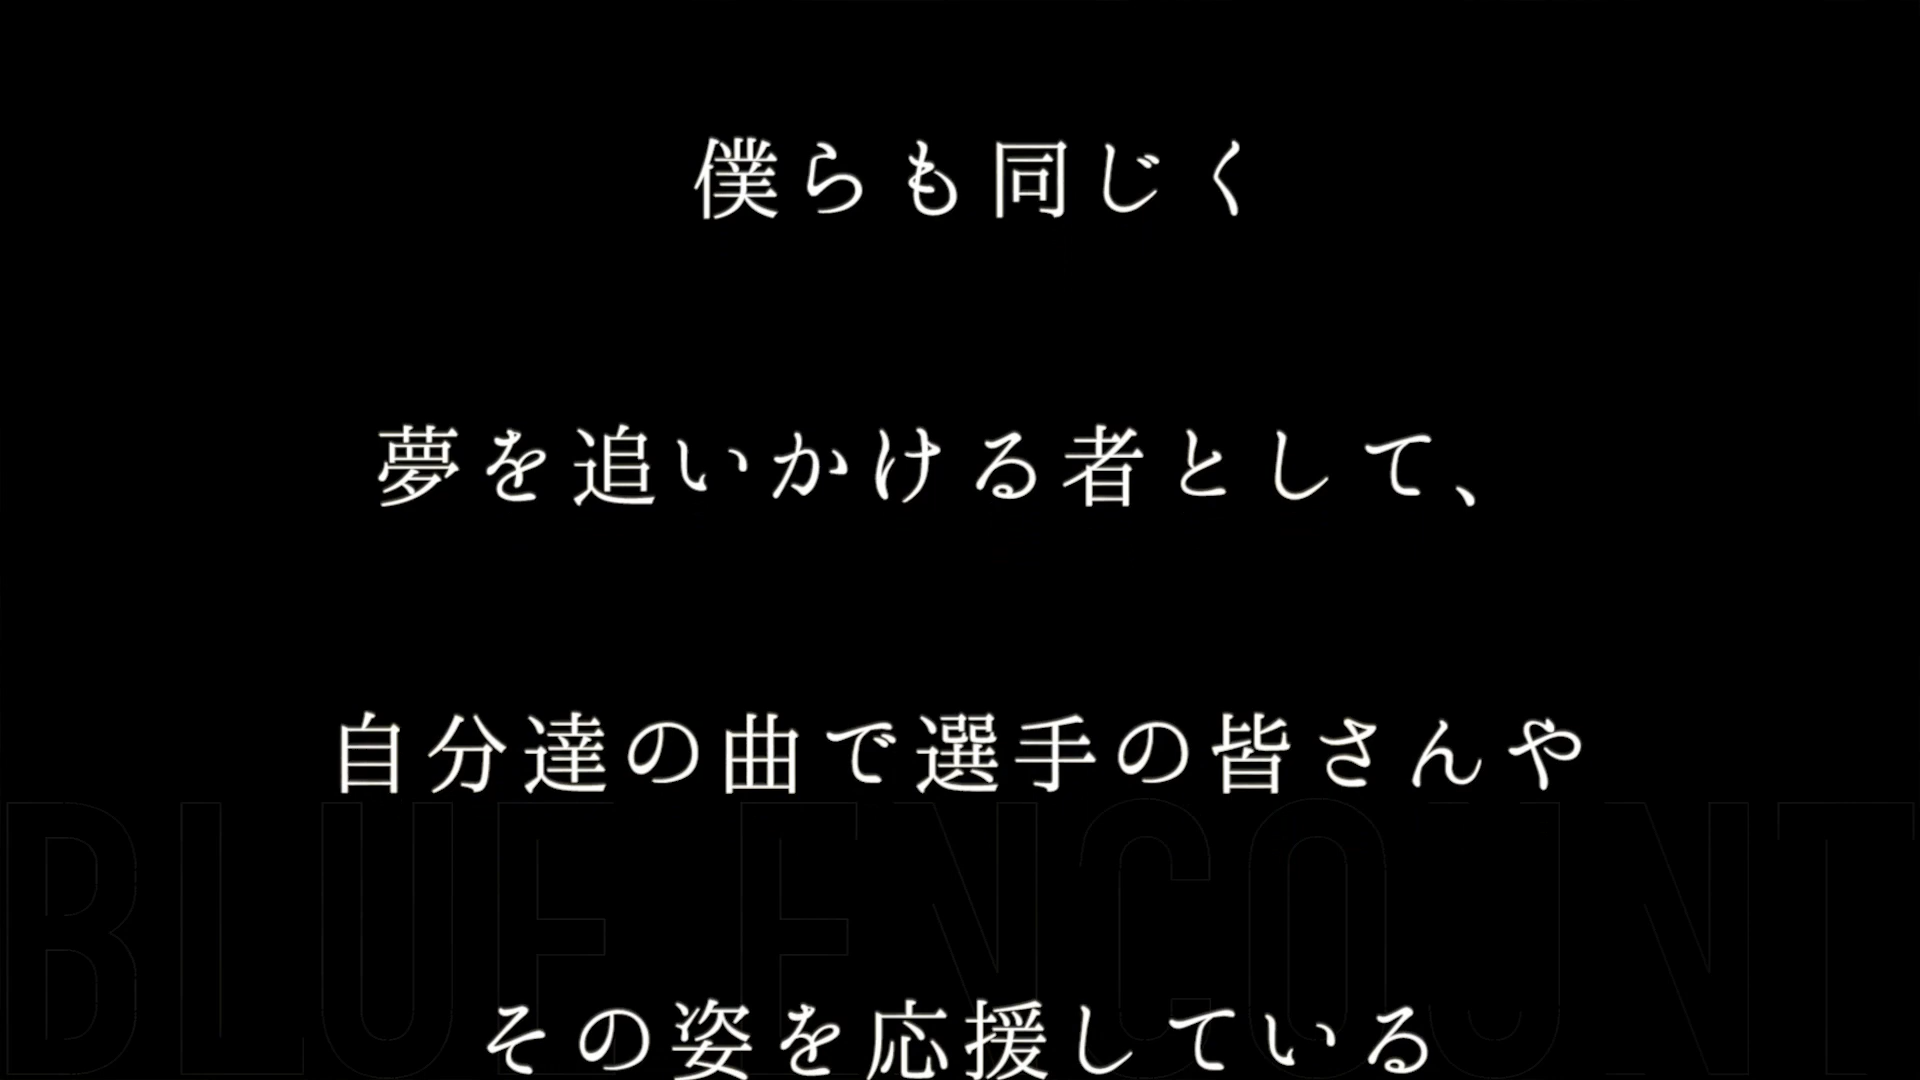 僕らも同じく
夢を追いかける者として、
自分達の曲で選手の皆さんや
BLUE ENCOUNT
その姿を応援している